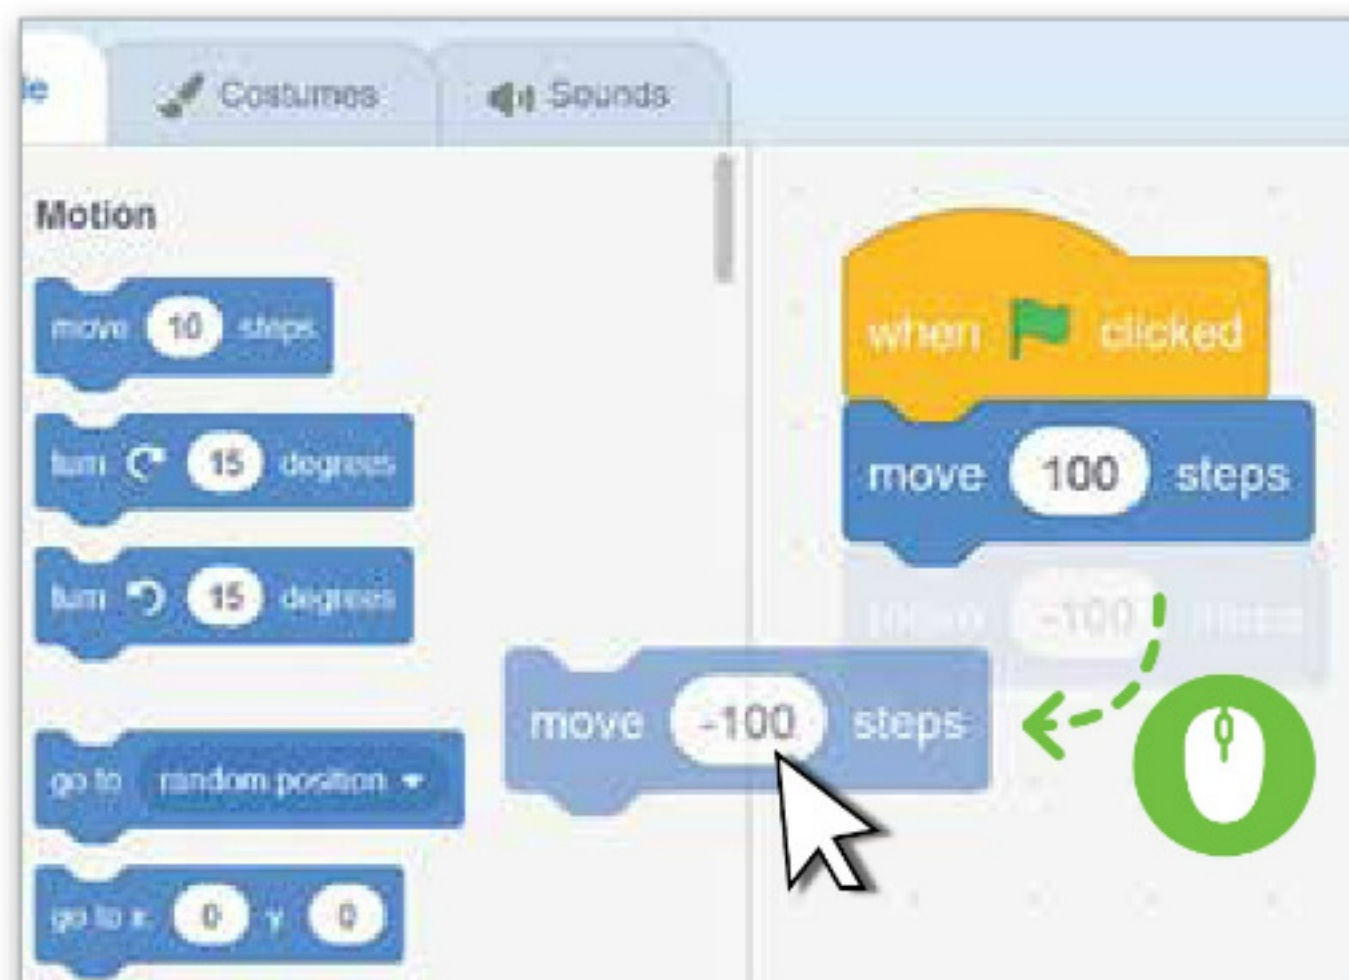 Costumes
Sounds
Motion
move 10 steps
turn 15 degrees
turn 15 degrees
go to random position
go to x: 0 y: 0
when clicked
move 100 steps
-100
move -100 steps